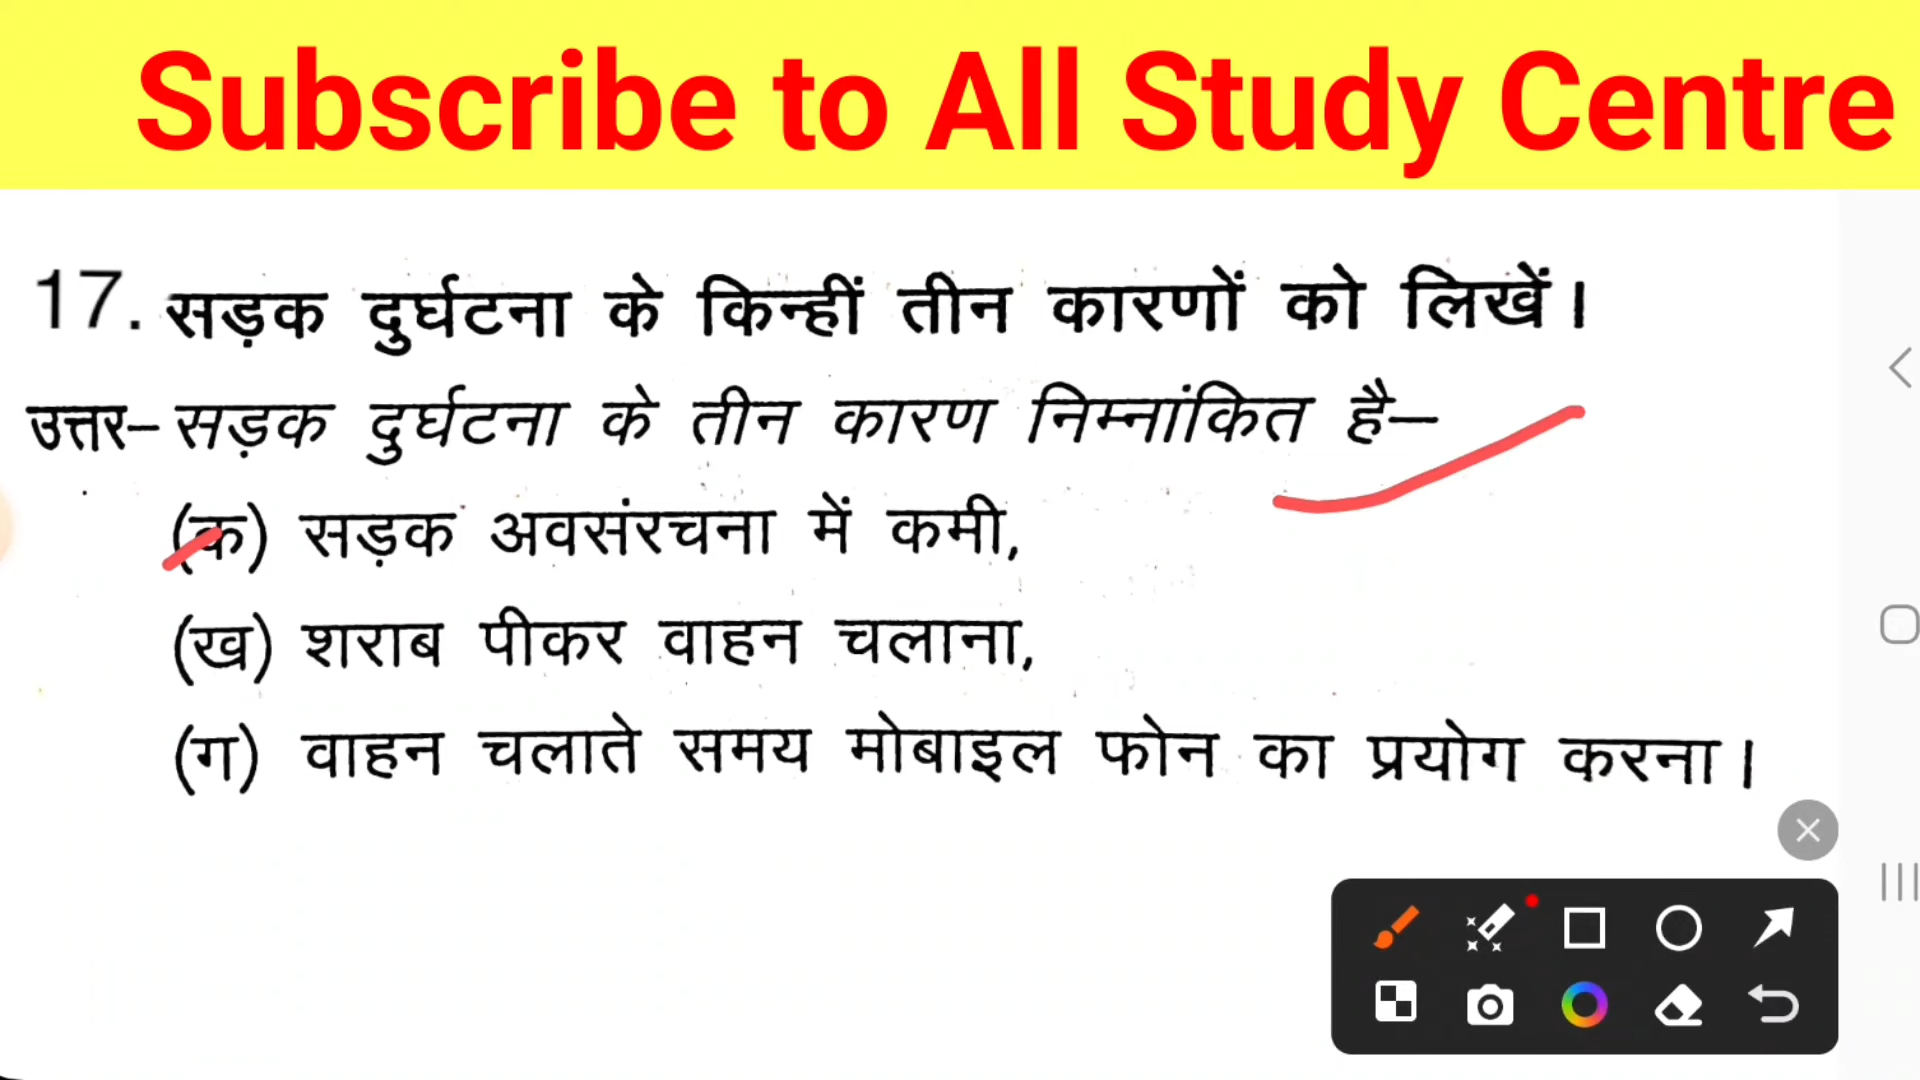 Subscribe to All Study Centre
17. सड़क दुर्घटना के किन्हीं तीन कारणों को लिखें।
उत्तर– सड़क दुर्घटना के तीन कारण निम्नांकित है–
(क) सड़क अवसंरचना में कमी,
(ख) शराब पीकर वाहन चलाना,
(ग) वाहन चलाते समय मोबाइल फोन का प्रयोग करना।